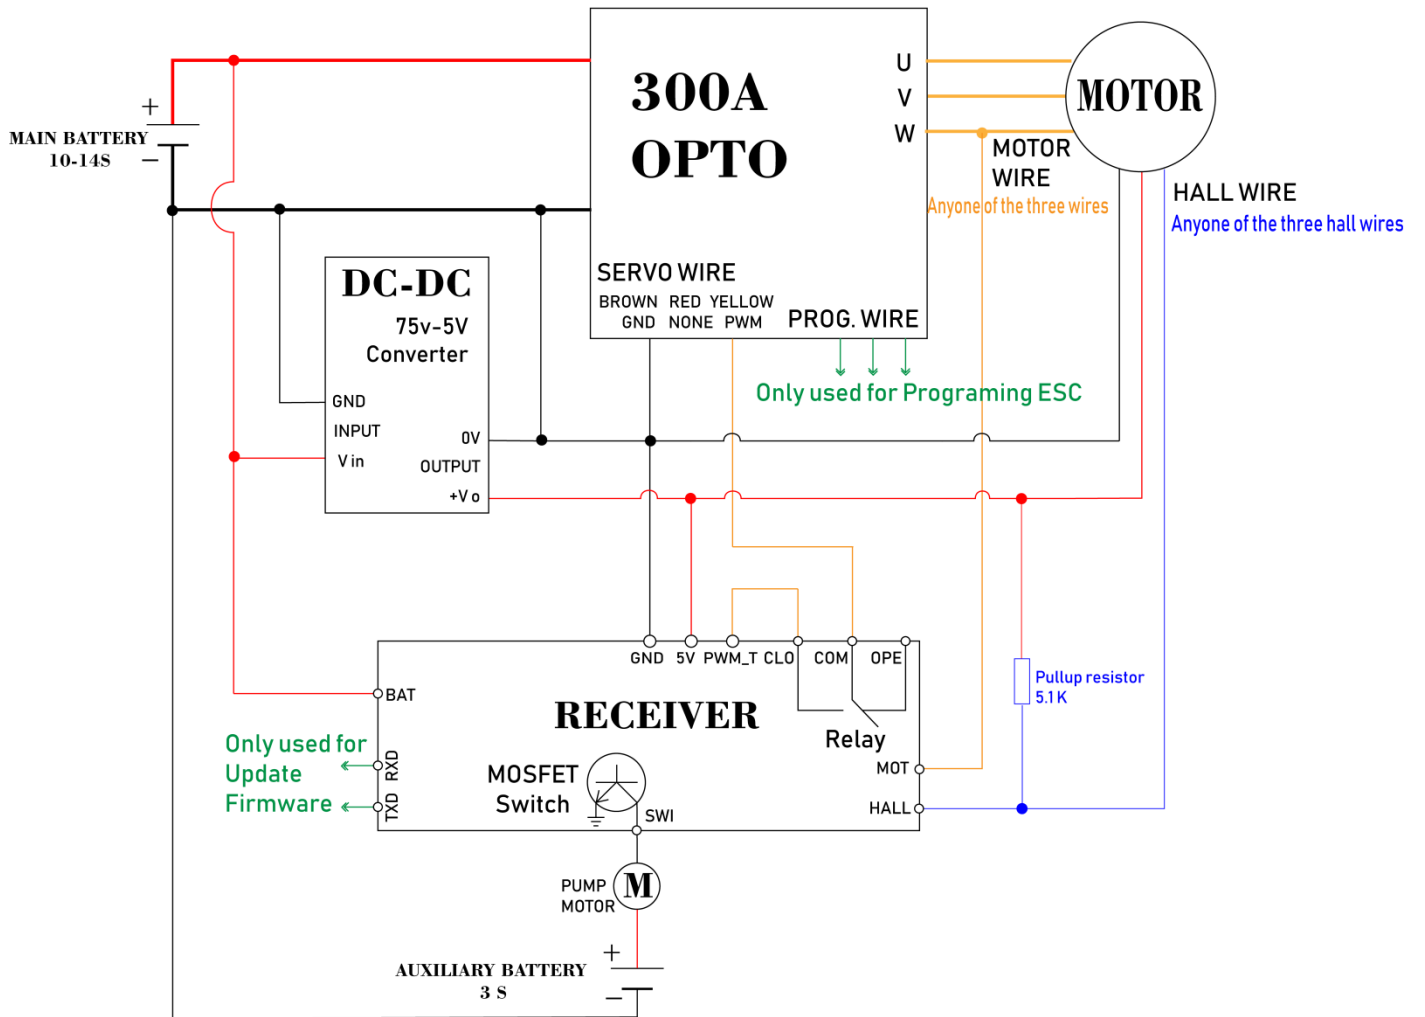 300A
OPTO
U
V
W
MOTOR
+
MAIN BATTERY
10-14S
−
MOTOR
WIRE
Anyone of the three wires
HALL WIRE
Anyone of the three hall wires
SERVO WIRE
BROWN RED YELLOW
GND NONE PWM
PROG. WIRE
Only used for Programing ESC
DC-DC
75v-5V
Converter
GND
INPUT
Vin
0V
OUTPUT
+Vo
GND 5V PWM_T CLO COM OPE
BAT
RECEIVER
Relay
Pullup resistor
5.1K
Only used for
Update
Firmware
RXD
TXD
MOSFET
Switch
SWI
MOT
HALL
PUMP
MOTOR
M
+
AUXILIARY BATTERY
3 S
−